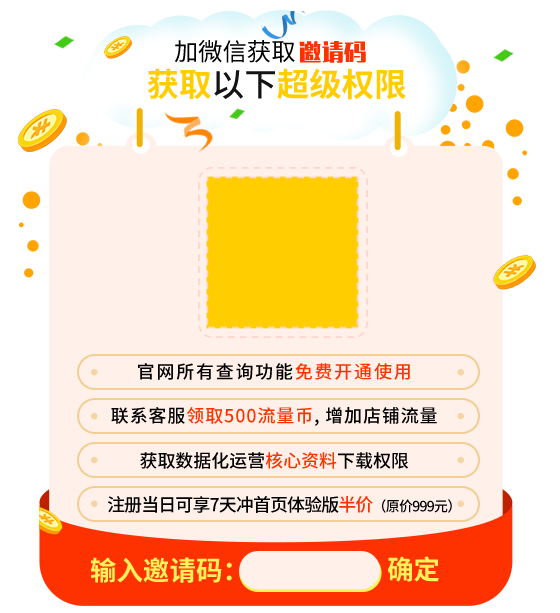 加微信获取 邀请码
获取以下超级权限
官网所有查询功能免费开通使用
联系客服领取500流量币,增加店铺流量
获取数据化运营核心资料下载权限
注册当日可享7天冲首页体验版半价（原价999元）
输入邀请码：
确定